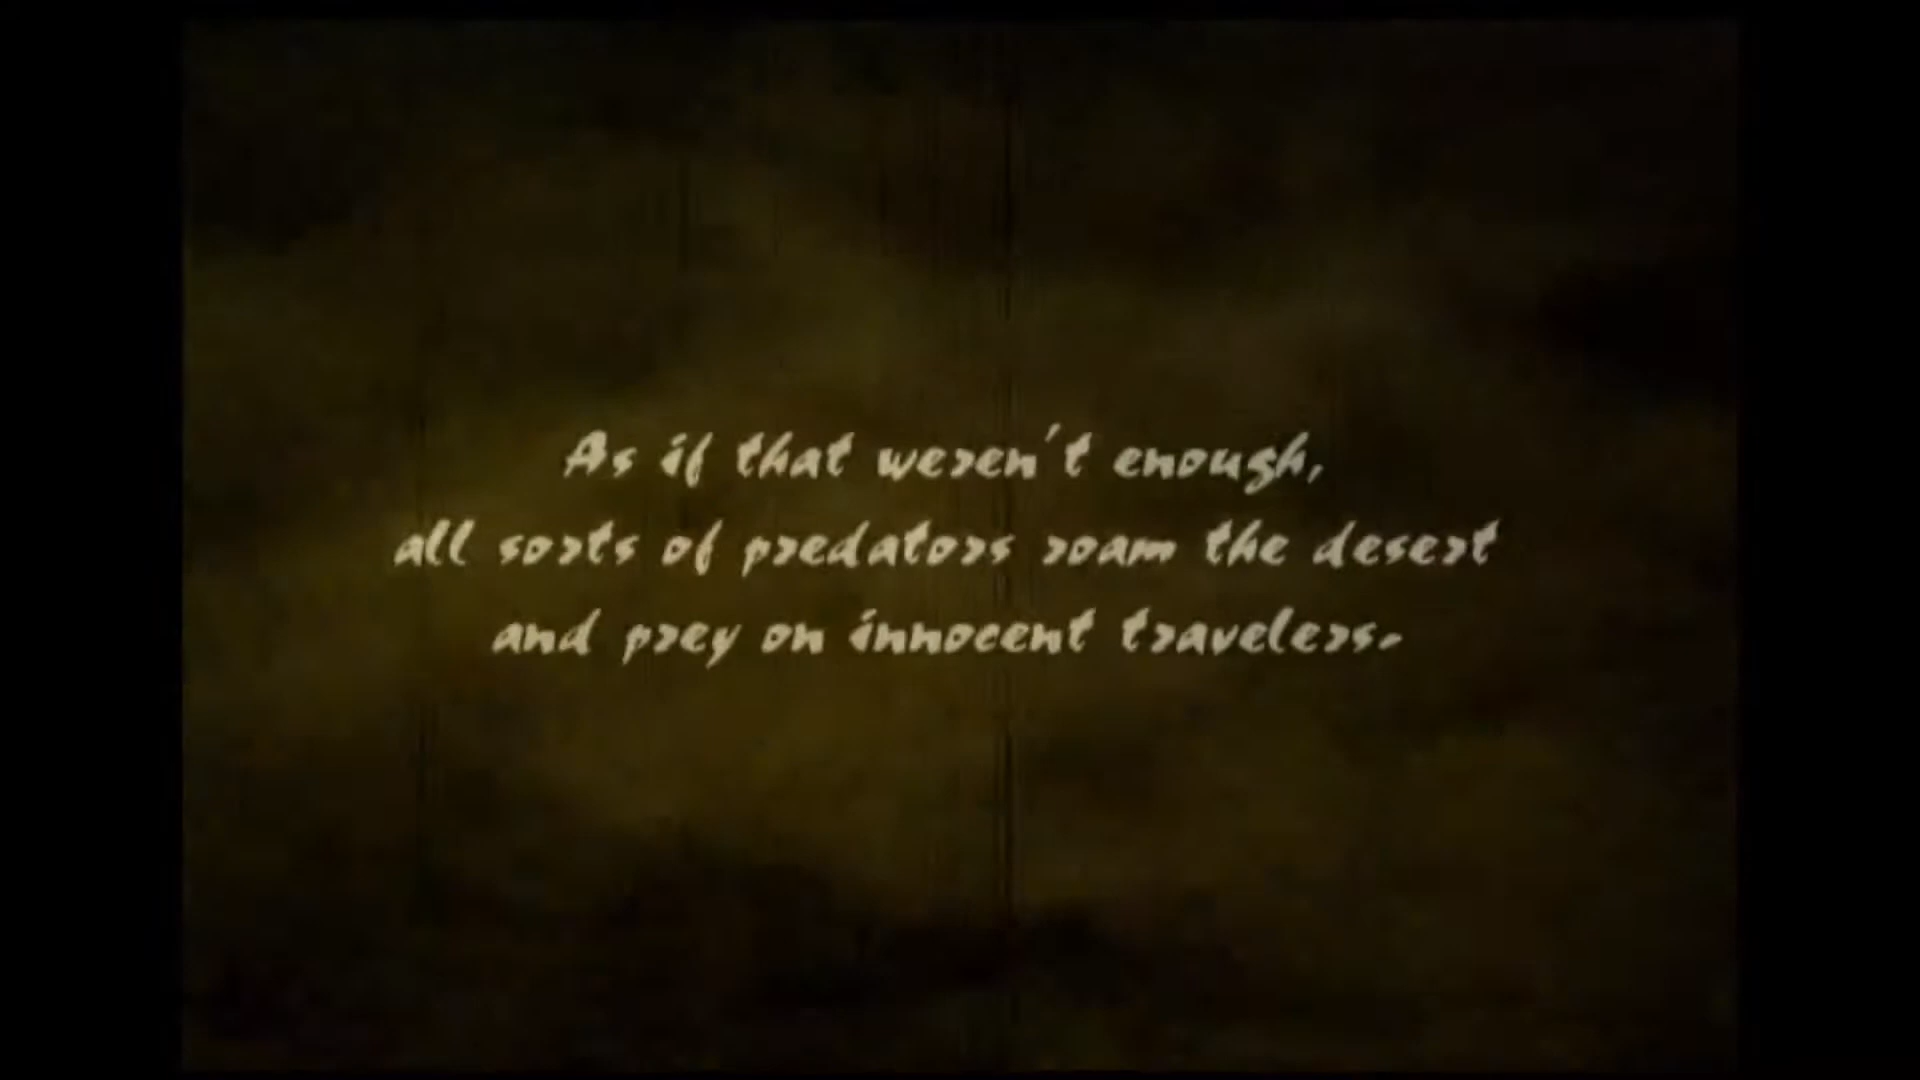 As if that weren't enough,
all sorts of predators roam the desert
and prey on innocent travelers.